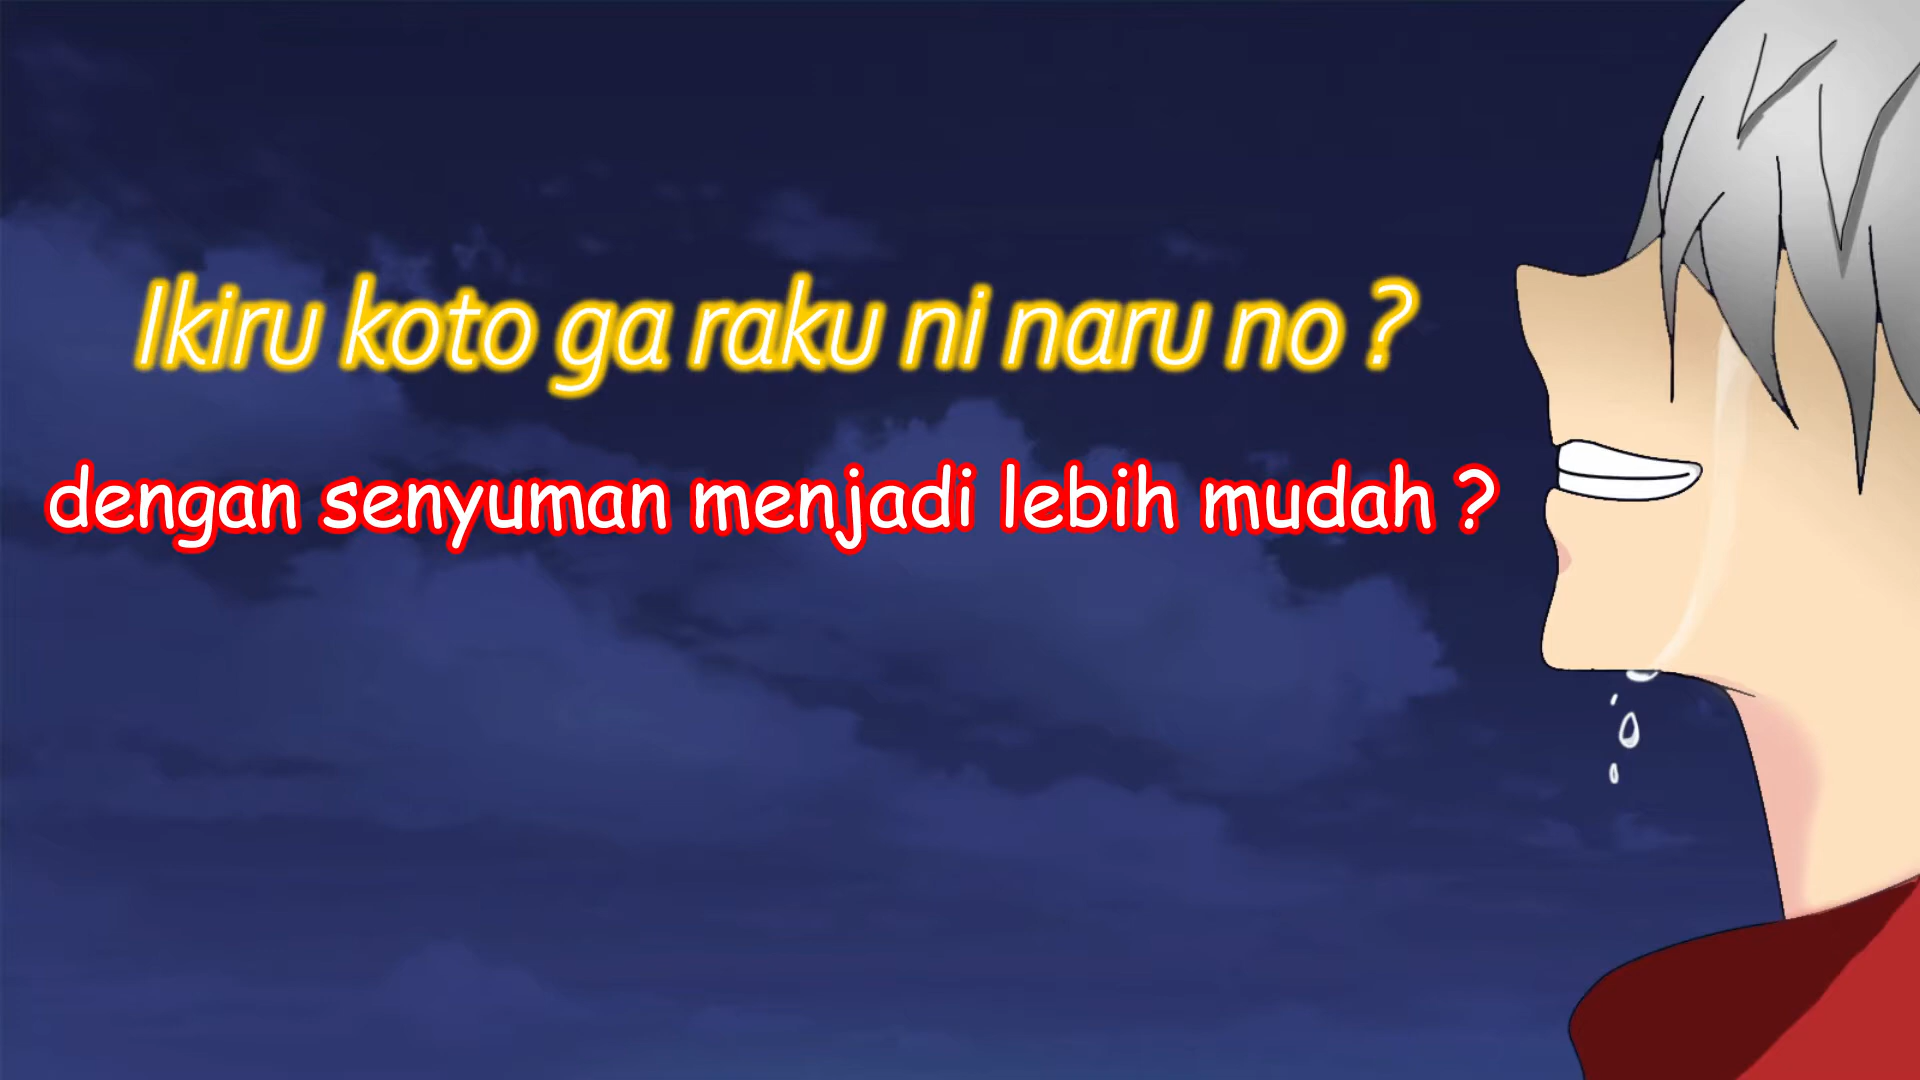 Ikiru koto ga raku ni naru no ?
dengan senyuman menjadi lebih mudah ?